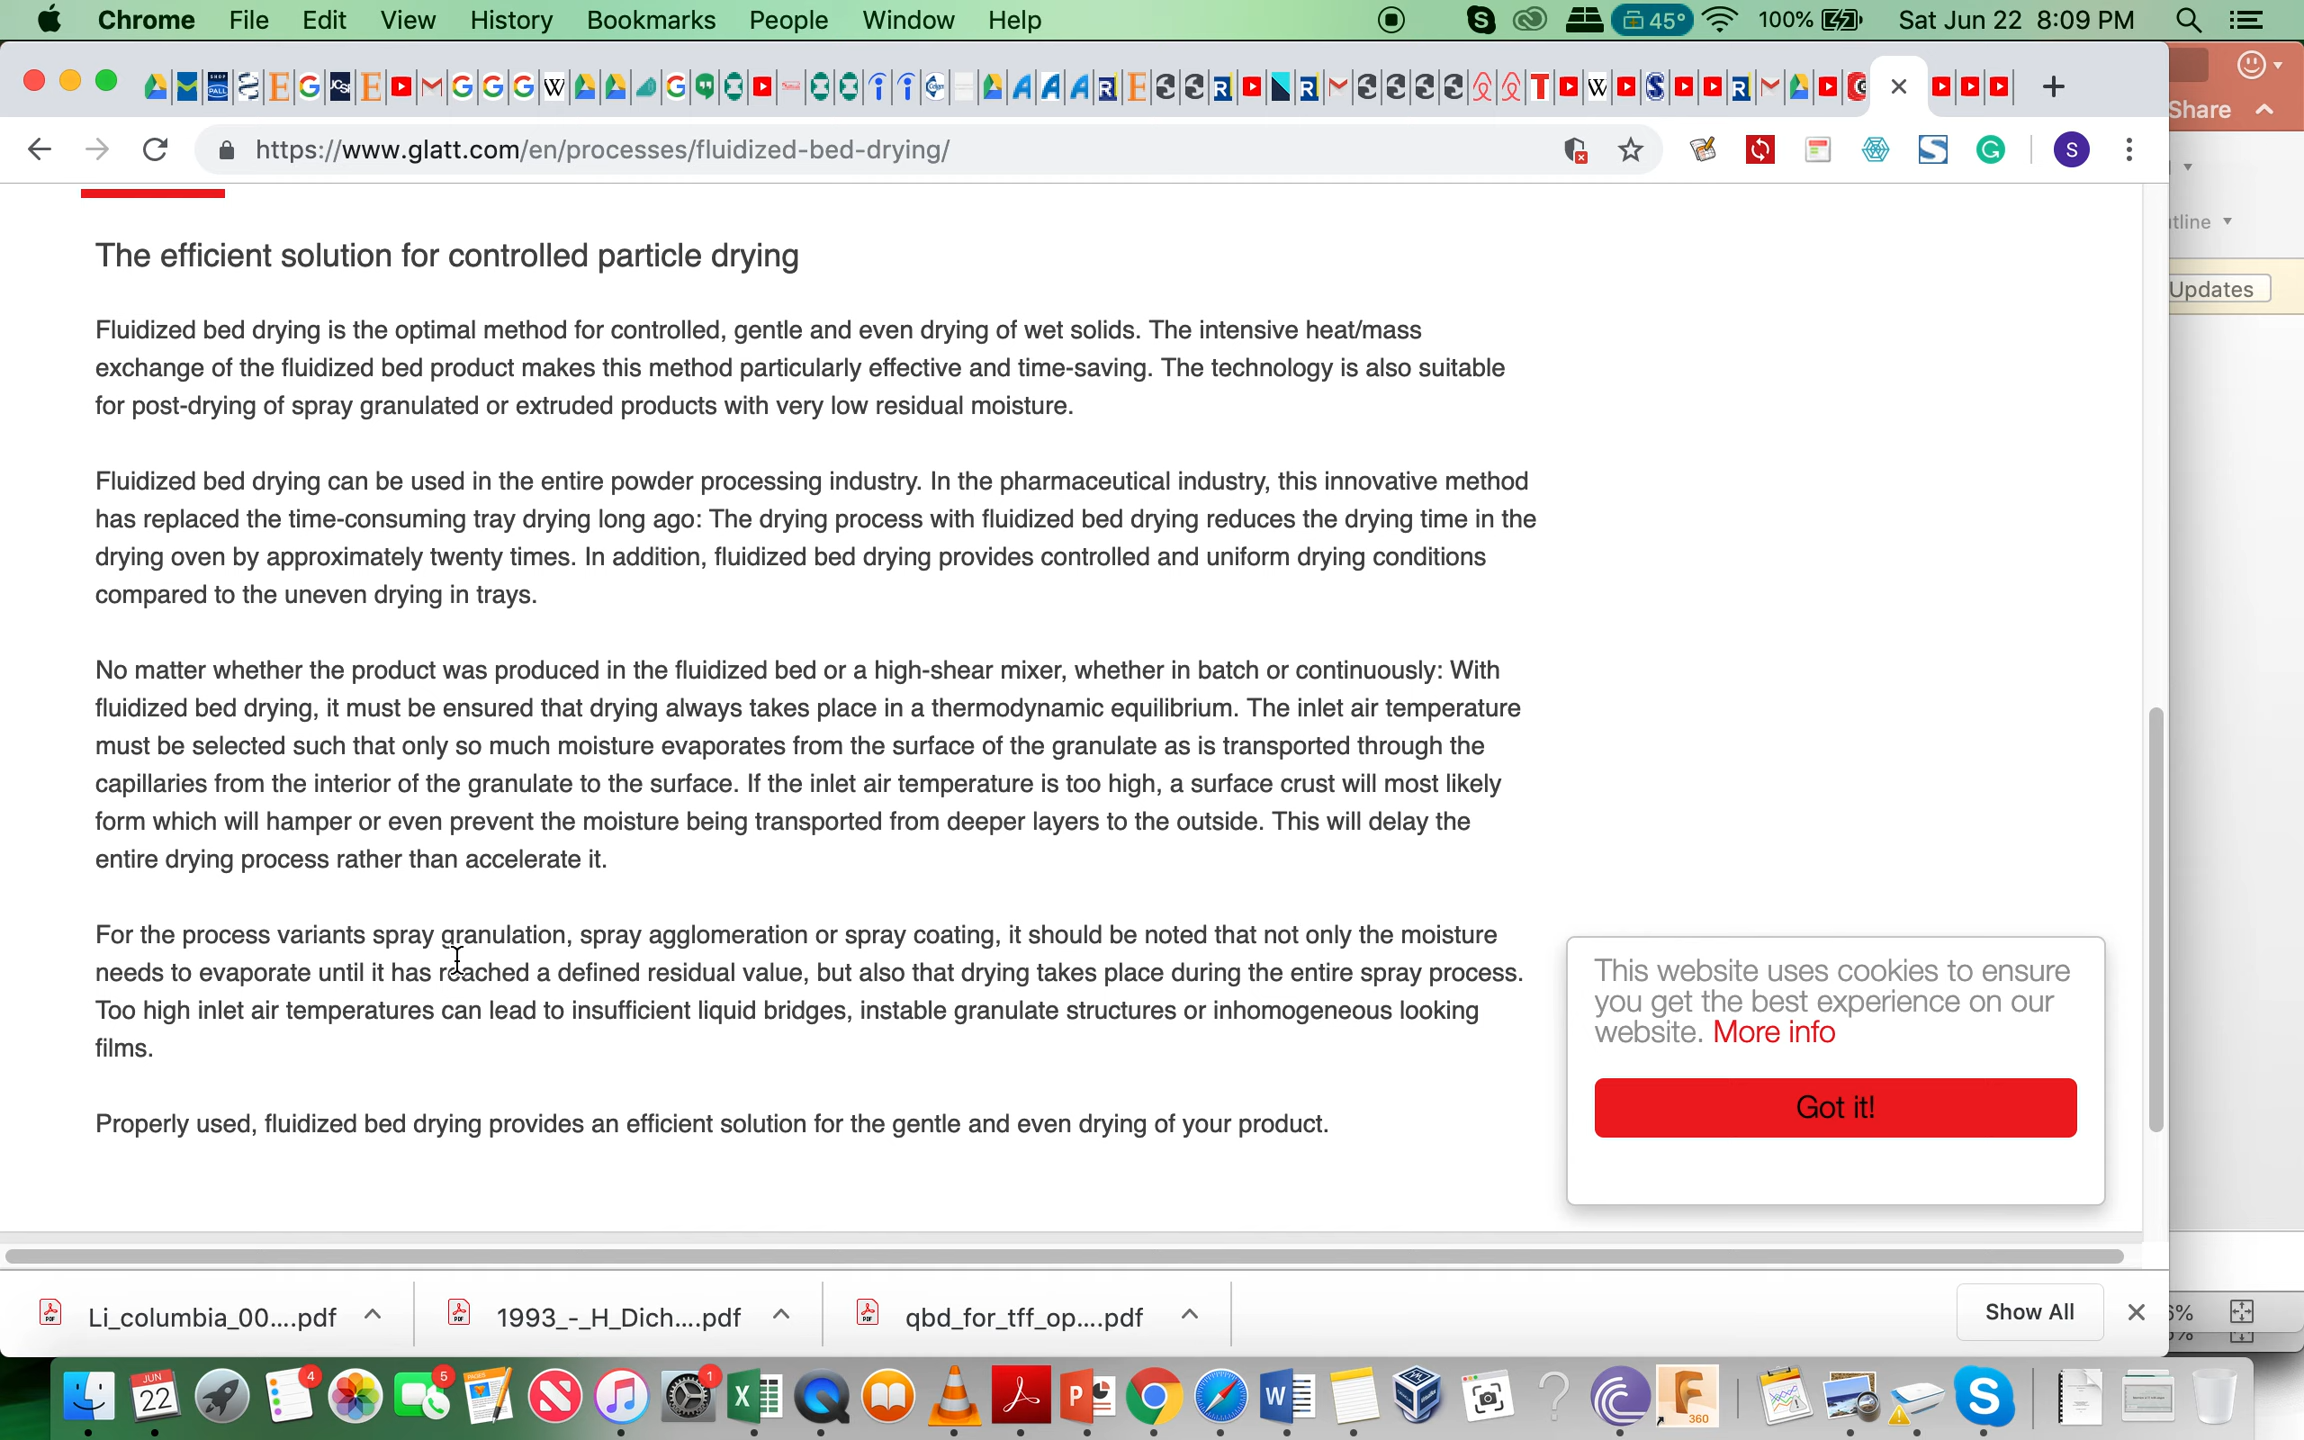 Chrome File Edit View History Bookmarks People Window Help 45° 100% Sat Jun 22 8:09 PM
Share
https://www.glatt.com/en/processes/fluidized-bed-drying/ S
Updates
The efficient solution for controlled particle drying
Fluidized bed drying is the optimal method for controlled, gentle and even drying of wet solids. The intensive heat/mass
exchange of the fluidized bed product makes this method particularly effective and time-saving. The technology is also suitable
for post-drying of spray granulated or extruded products with very low residual moisture.
Fluidized bed drying can be used in the entire powder processing industry. In the pharmaceutical industry, this innovative method
has replaced the time-consuming tray drying long ago: The drying process with fluidized bed drying reduces the drying time in the
drying oven by approximately twenty times. In addition, fluidized bed drying provides controlled and uniform drying conditions
compared to the uneven drying in trays.
No matter whether the product was produced in the fluidized bed or a high-shear mixer, whether in batch or continuously: With
fluidized bed drying, it must be ensured that drying always takes place in a thermodynamic equilibrium. The inlet air temperature
must be selected such that only so much moisture evaporates from the surface of the granulate as is transported through the
capillaries from the interior of the granulate to the surface. If the inlet air temperature is too high, a surface crust will most likely
form which will hamper or even prevent the moisture being transported from deeper layers to the outside. This will delay the
entire drying process rather than accelerate it.
For the process variants spray granulation, spray agglomeration or spray coating, it should be noted that not only the moisture
needs to evaporate until it has reached a defined residual value, but also that drying takes place during the entire spray process.
Too high inlet air temperatures can lead to insufficient liquid bridges, instable granulate structures or inhomogeneous looking
films.
Properly used, fluidized bed drying provides an efficient solution for the gentle and even drying of your product.
This website uses cookies to ensure
you get the best experience on our
website. More info
Got it!
Li_columbia_00....pdf 1993_-_H_Dich....pdf qbd_for_tff_op....pdf Show All
JUN
22
4
5
PAGES
1
360